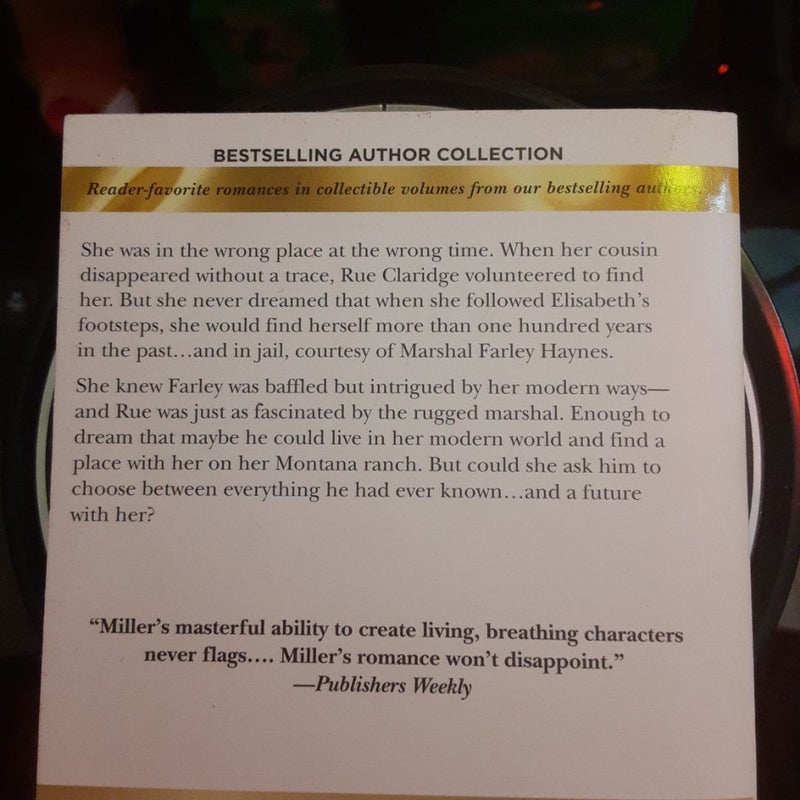 BESTSELLING AUTHOR COLLECTION
Reader-favorite romances in collectible volumes from our bestselling authors.
She was in the wrong place at the wrong time. When her cousin
disappeared without a trace, Rue Claridge volunteered to find
her. But she never dreamed that when she followed Elisabeth's
footsteps, she would find herself more than one hundred years
in the past…and in jail, courtesy of Marshal Farley Haynes.
She knew Farley was baffled but intrigued by her modern ways—
and Rue was just as fascinated by the rugged marshal. Enough to
dream that maybe he could live in her modern world and find a
place with her on her Montana ranch. But could she ask him to
choose between everything he had ever known…and a future
with her?
“Miller's masterful ability to create living, breathing characters
never flags…. Miller's romance won't disappoint.”
—Publishers Weekly